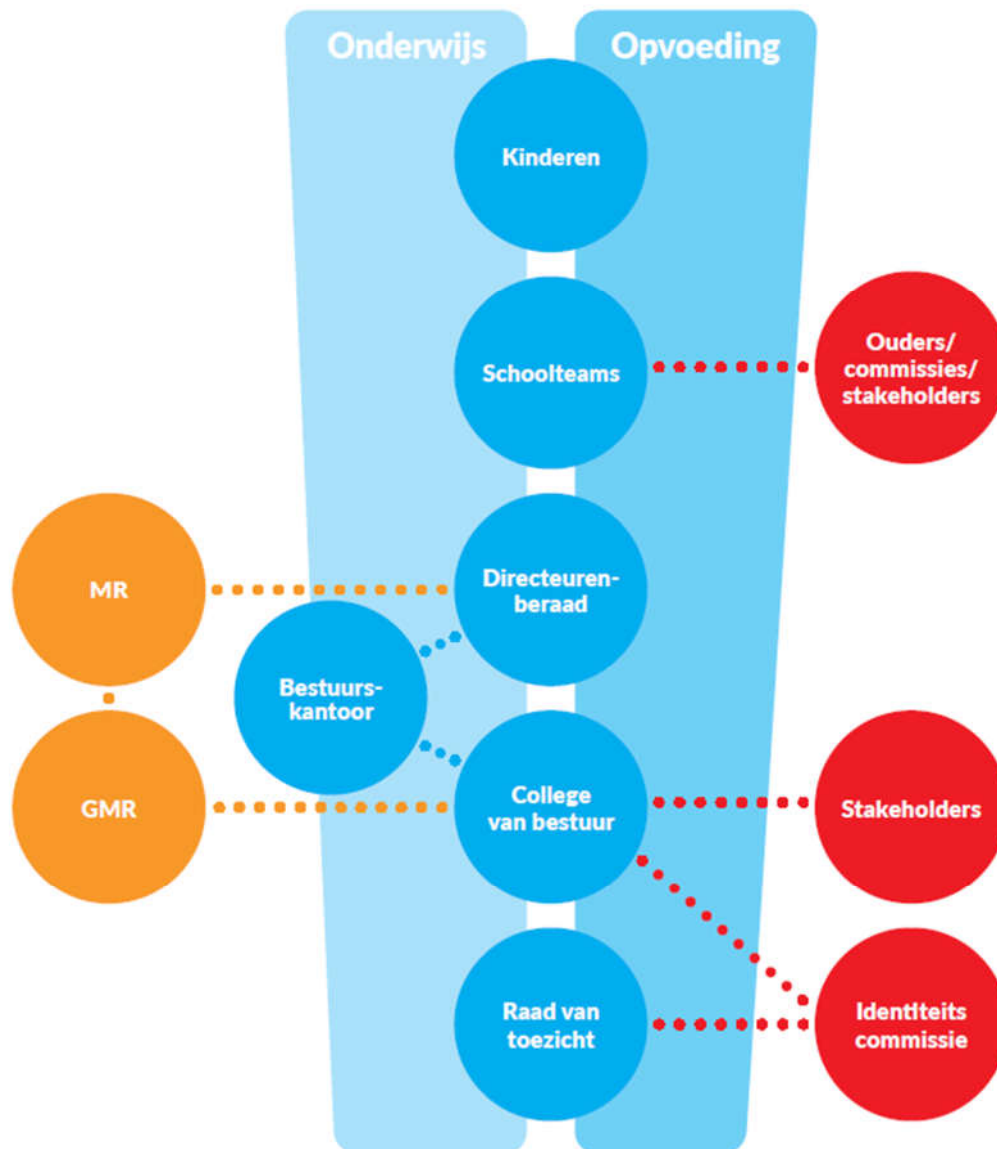 Onderwijs
Opvoeding
Kinderen
Schoolteams
Ouders/
commissies/
stakeholders
MR
Directeuren-
beraad
Bestuurs-
kantoor
GMR
College
van bestuur
Stakeholders
Raad van
toezicht
Identiteits
commissie